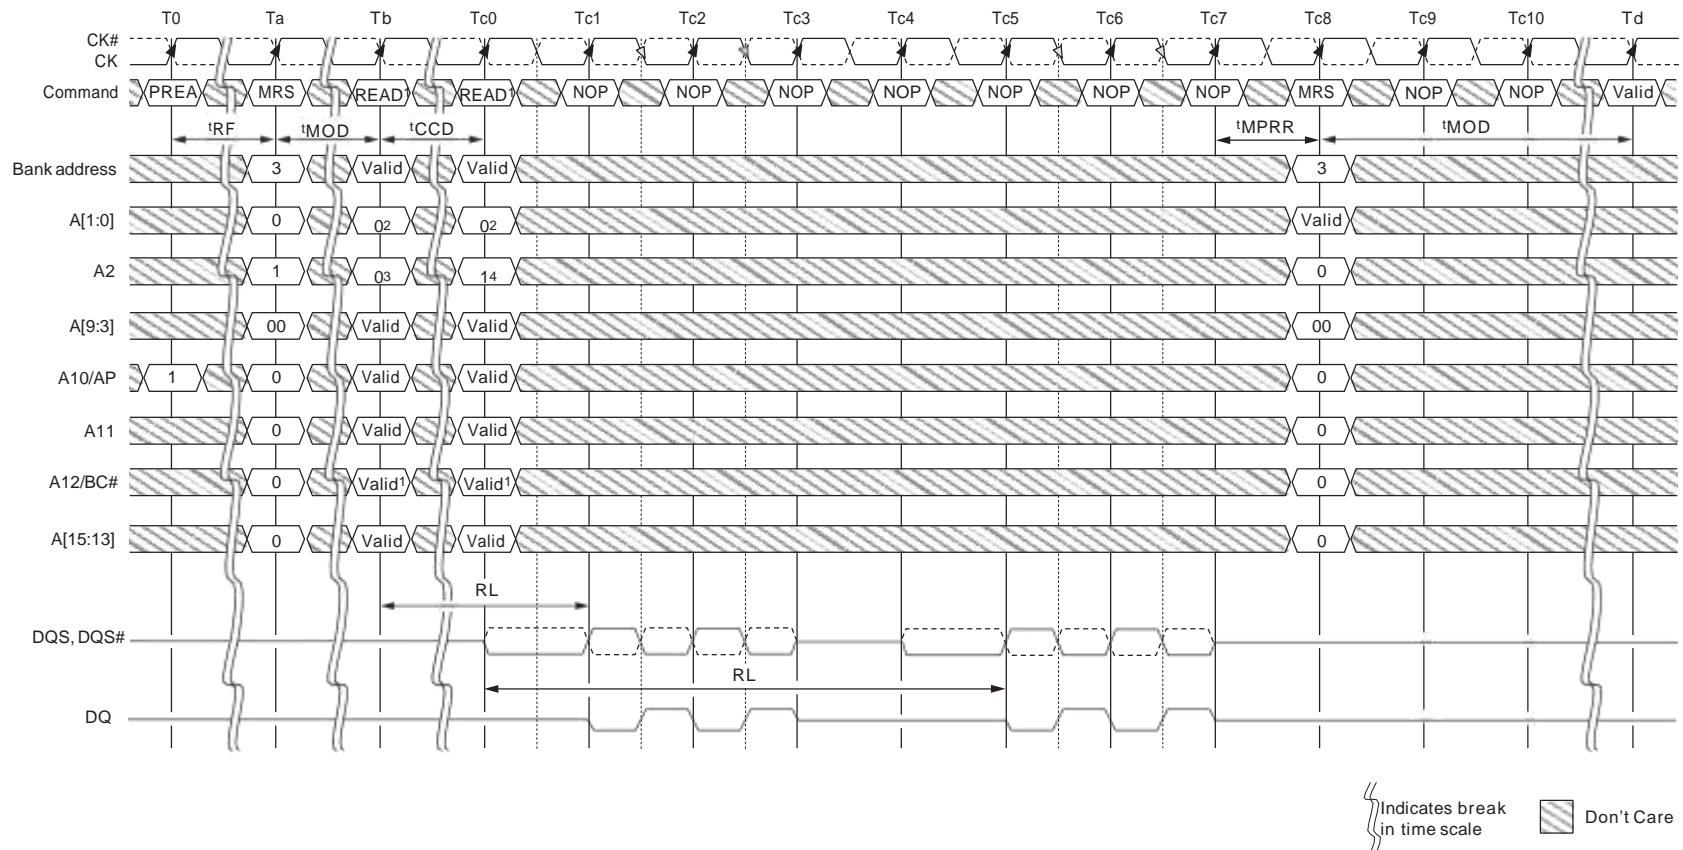 T0 Ta Tb Tc0 Tc1 Tc2 Tc3 Tc4 Tc5 Tc6 Tc7 Tc8 Tc9 Tc10 Td
CK#
CK
Command PREA MRS READ1 READ1 NOP NOP NOP NOP NOP NOP NOP MRS NOP NOP Valid
tRF tMOD tCCD tMPRR tMOD
Bank address 3 Valid Valid 3
A[1:0] 0 02 02 Valid
A2 1 03 14 0
A[9:3] 00 Valid Valid 00
A10/AP 1 0 Valid Valid 0
A11 0 Valid Valid 0
A12/BC# 0 Valid1 Valid1 0
A[15:13] 0 Valid Valid 0
RL
DQS, DQS#
RL
DQ
Indicates break
in time scale
Don't Care